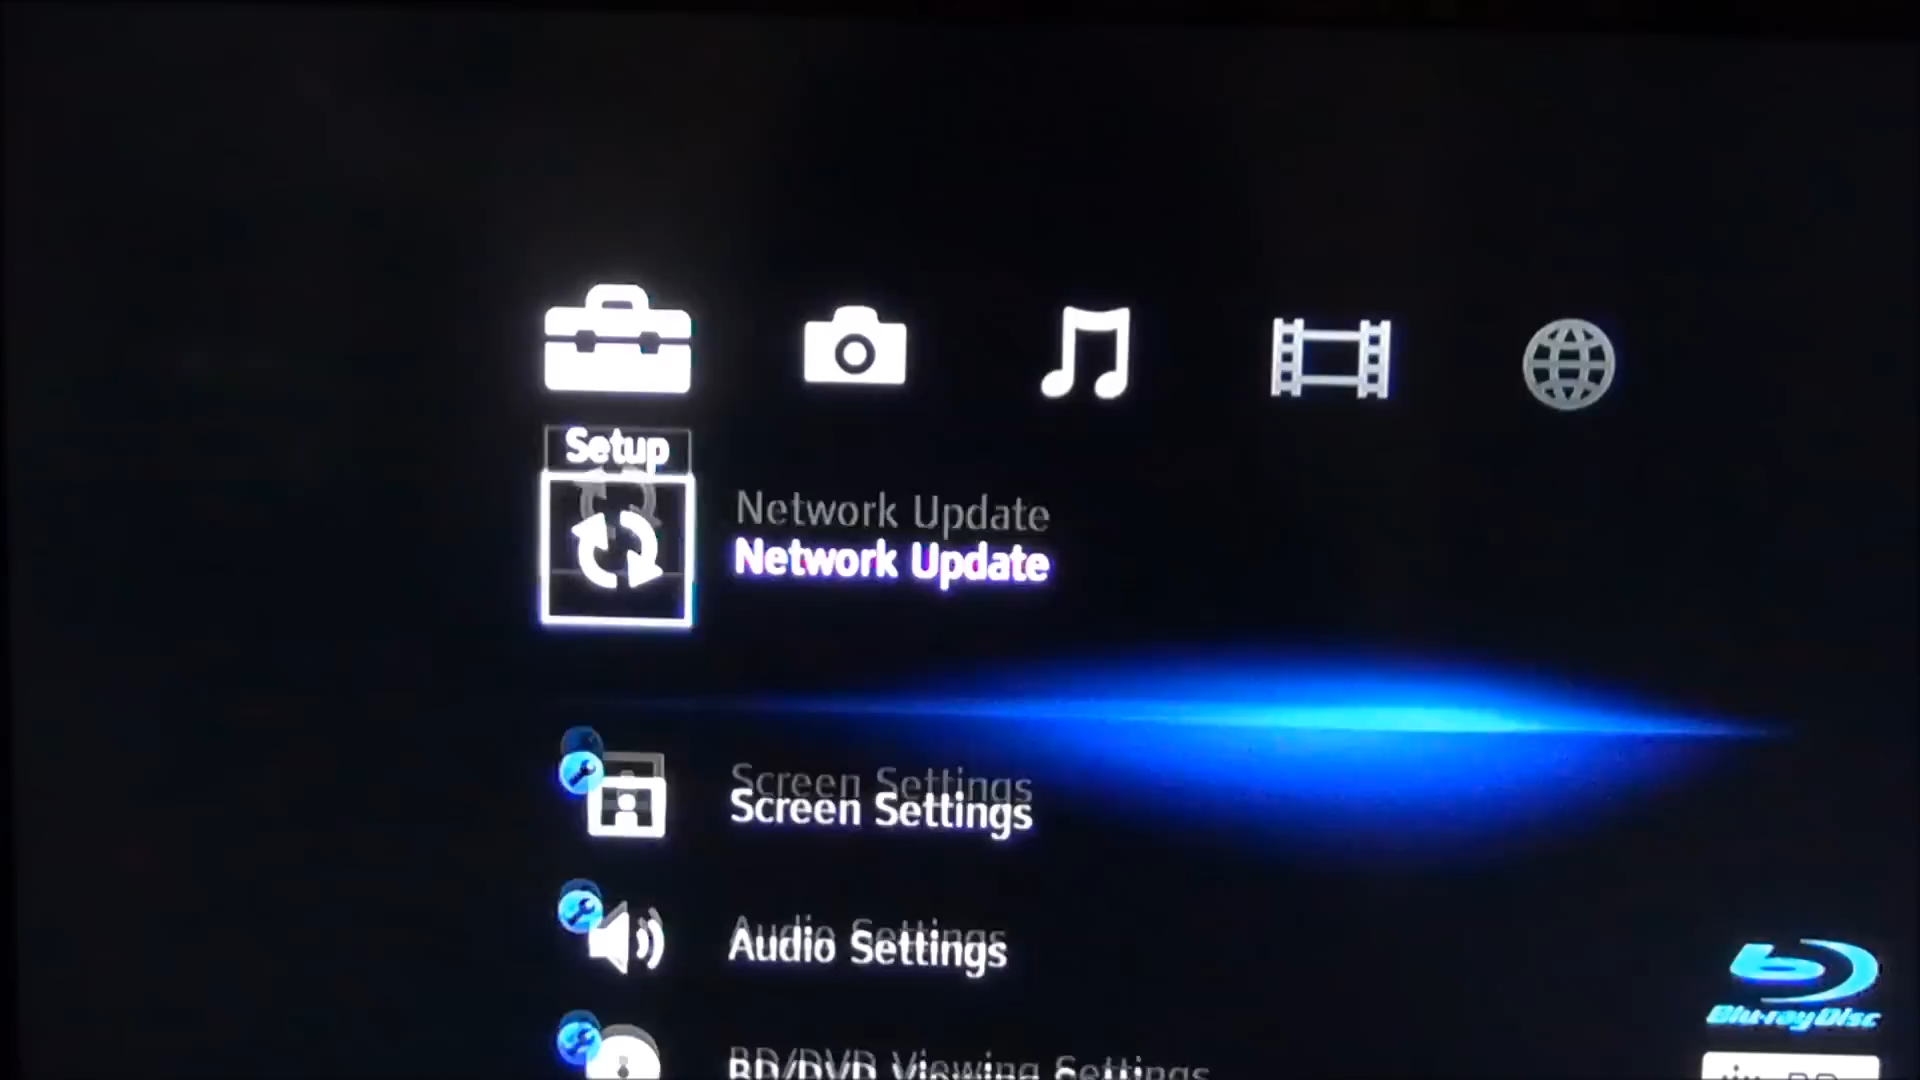 Setup
Network Update
Network Update
Screen Settings
Screen Settings
Audio Settings
Audio Settings
BD/DVD Viewing Settings
Blu-ray Disc